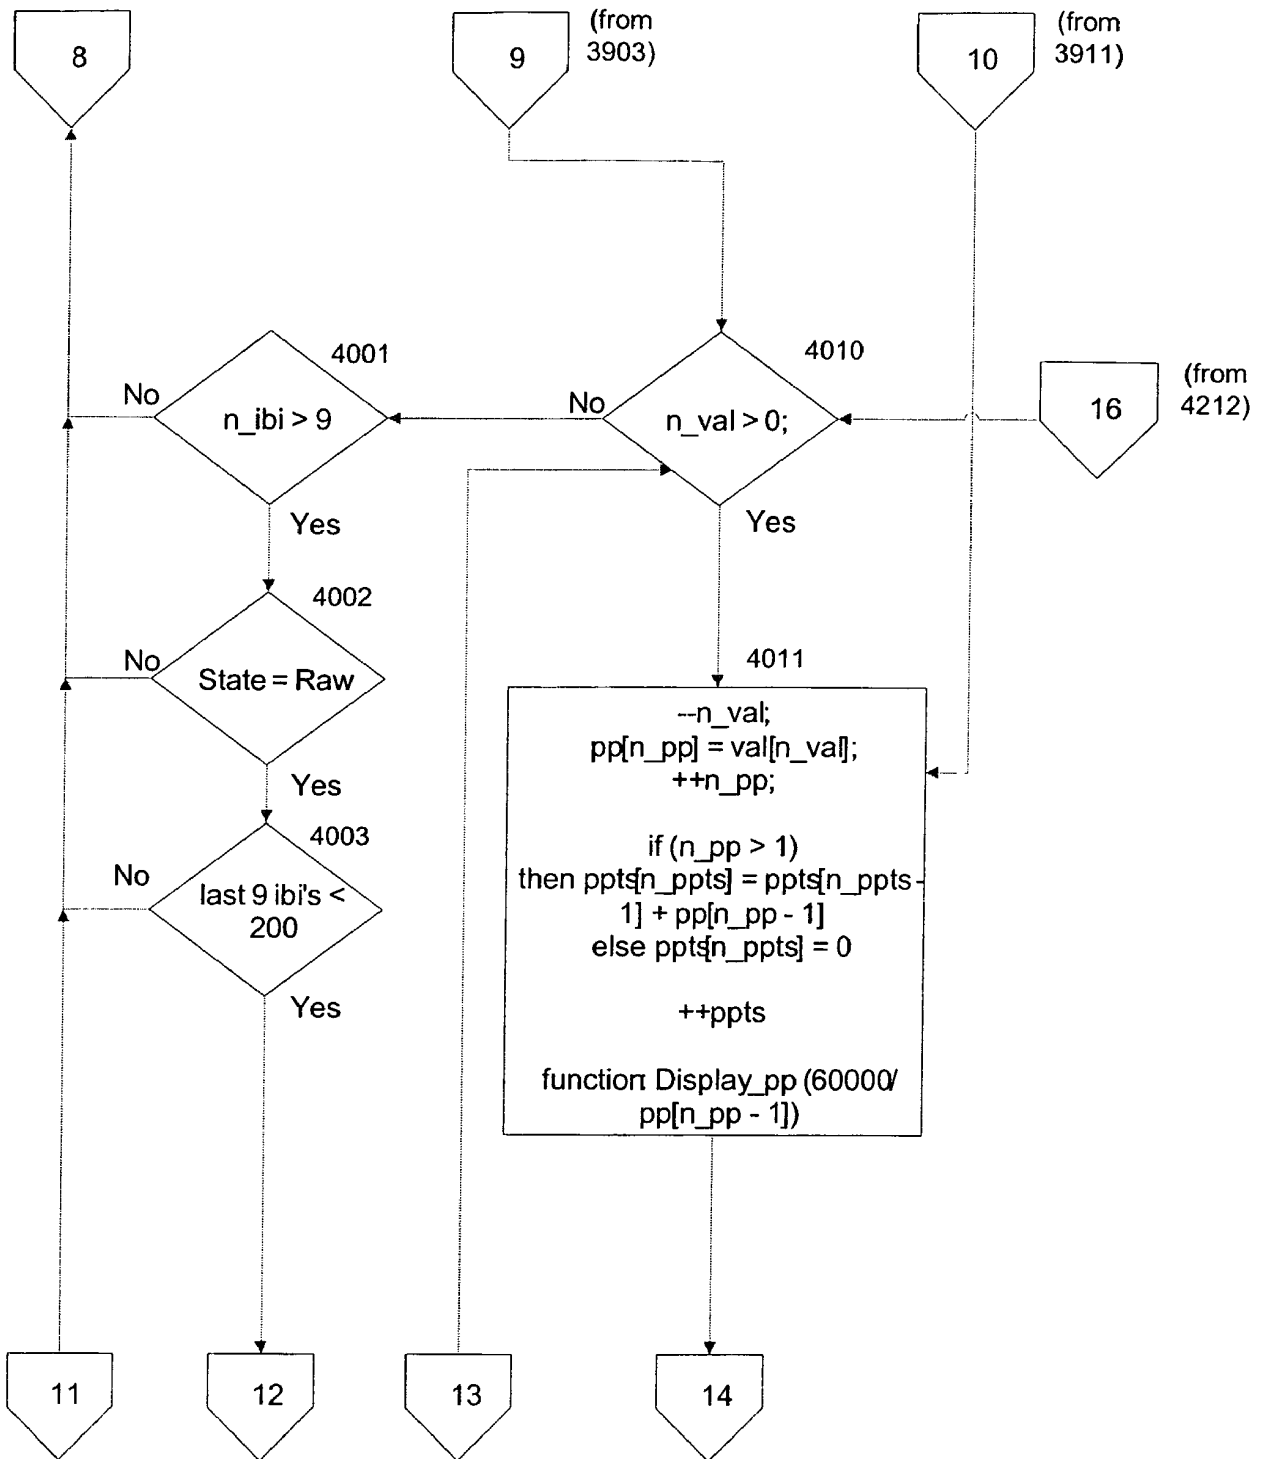 8
9
(from
3903)
10
(from
3911)
4001
No
n_ibi > 9
Yes
4010
No
n_val > 0;
Yes
16
(from
4212)
4002
No
State = Raw
Yes
4003
No
last 9 ibi's <
200
Yes
4011
--n_val;
pp[n_pp] = val[n_val];
++n_pp;
if (n_pp > 1)
then ppts[n_ppts] = ppts[n_ppts -
1] + pp[n_pp - 1]
else ppts[n_ppts] = 0
++ppts
function: Display_pp (60000/
pp[n_pp - 1])
11
12
13
14